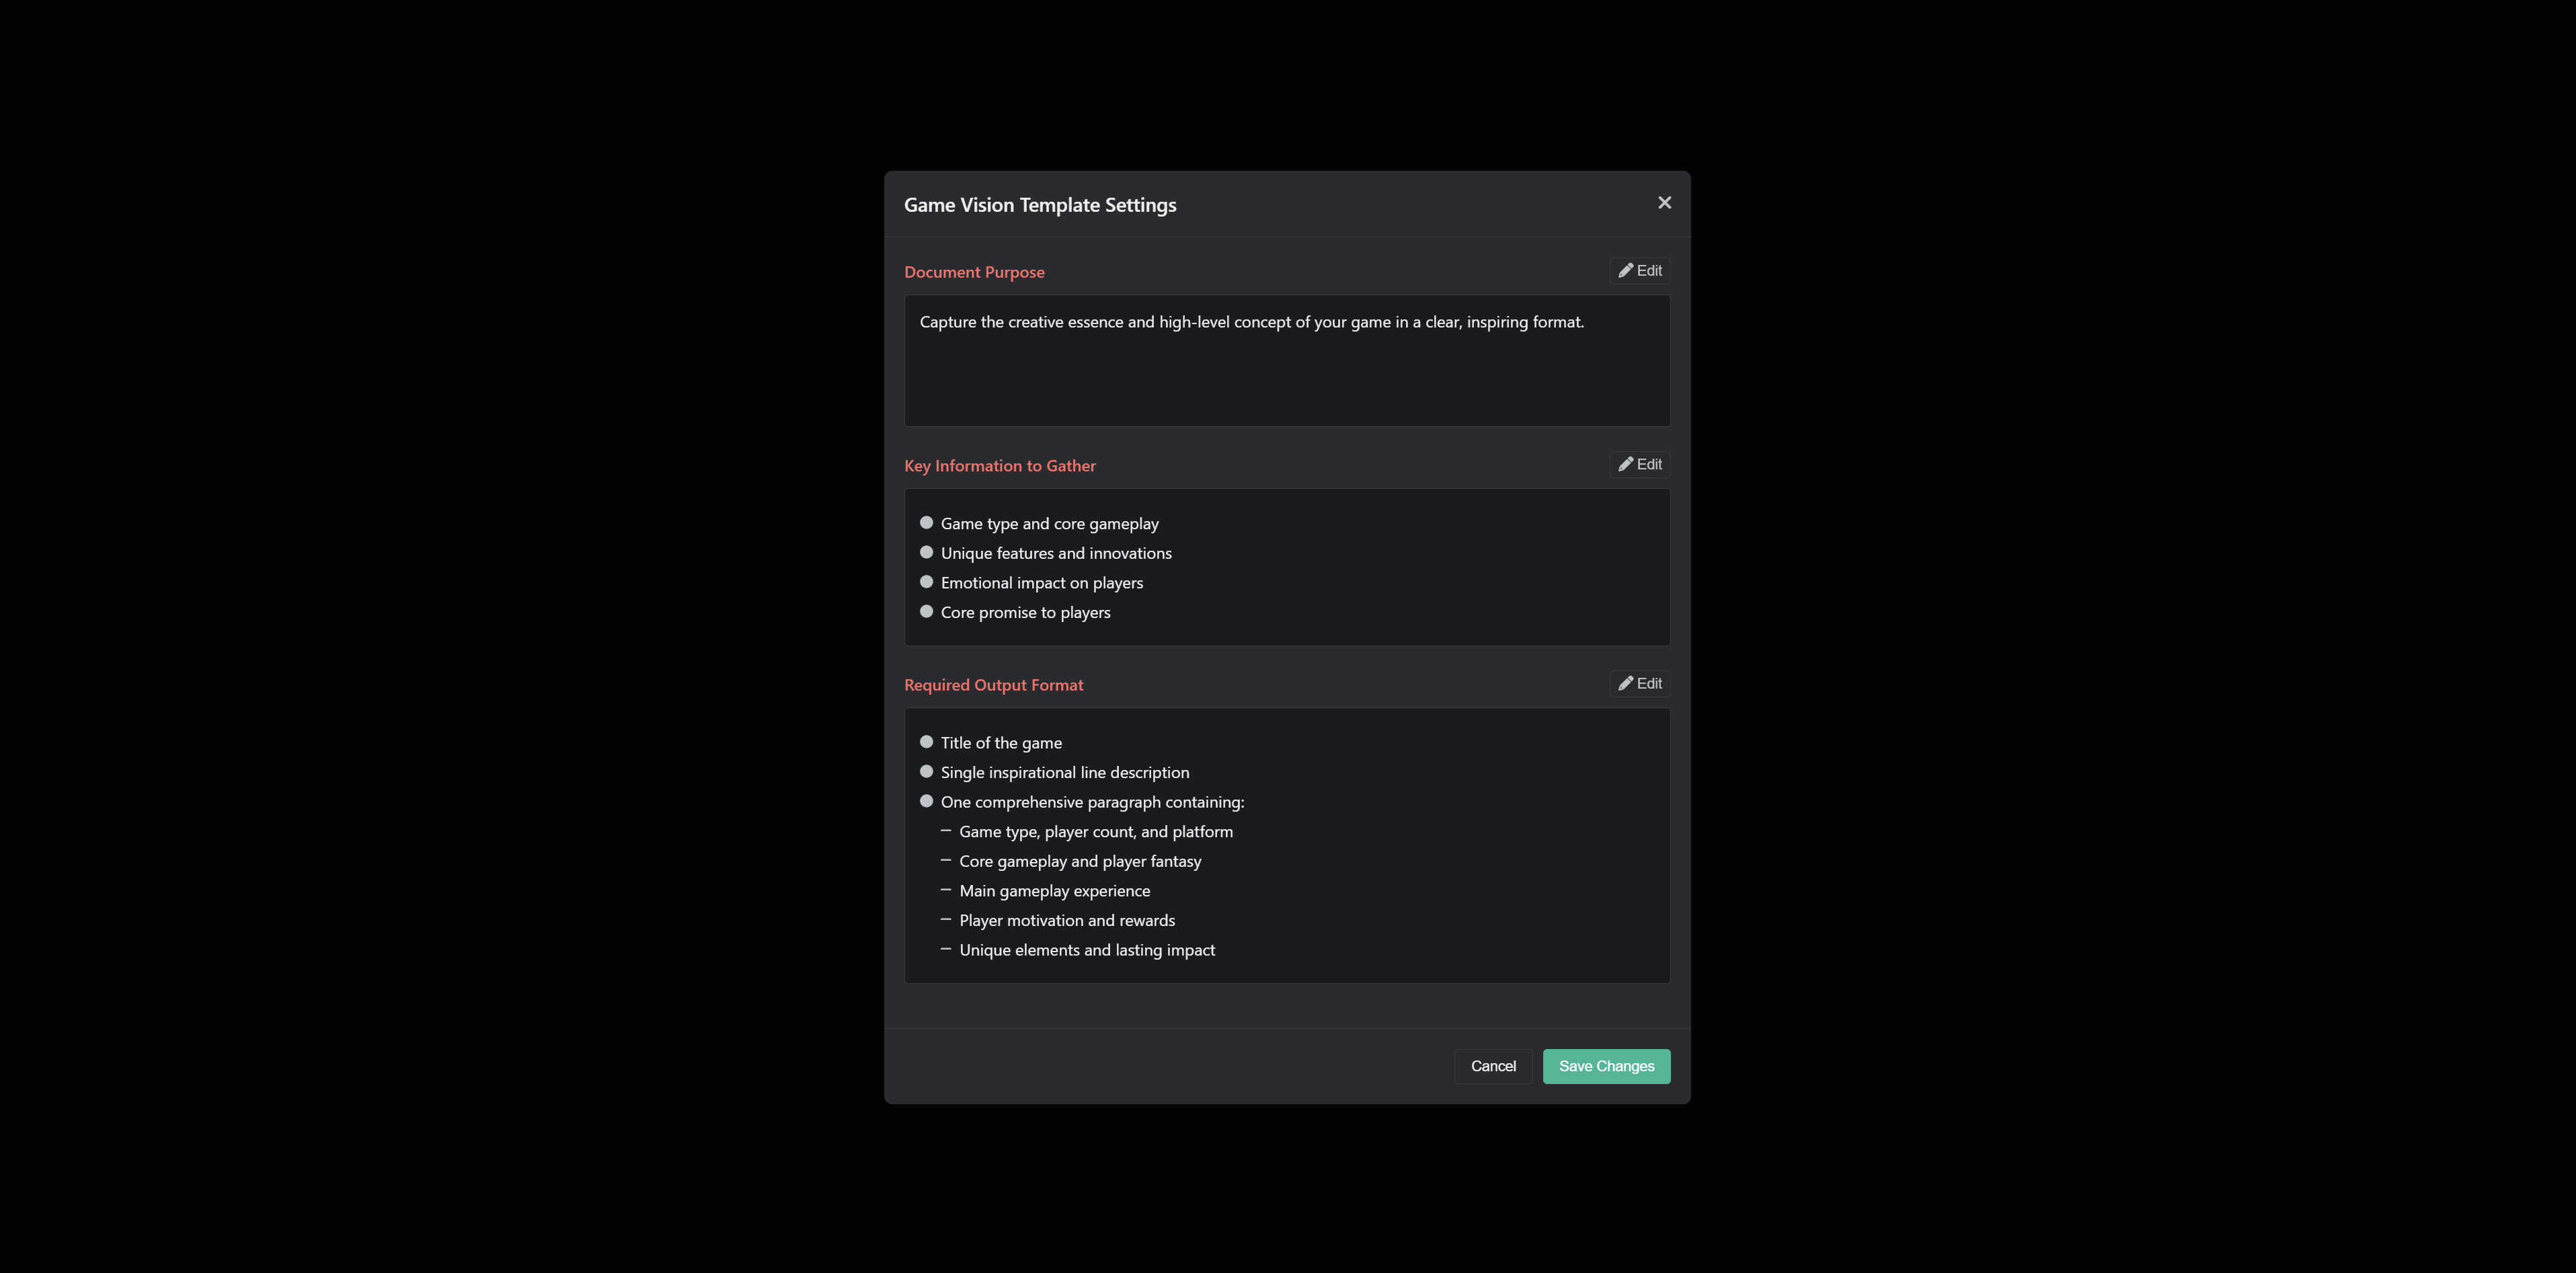 Game Vision Template Settings
Document Purpose
Edit
Capture the creative essence and high-level concept of your game in a clear, inspiring format.
Key Information to Gather
Edit
Game type and core gameplay
Unique features and innovations
Emotional impact on players
Core promise to players
Required Output Format
Edit
Title of the game
Single inspirational line description
One comprehensive paragraph containing:
– Game type, player count, and platform
– Core gameplay and player fantasy
– Main gameplay experience
– Player motivation and rewards
– Unique elements and lasting impact
Cancel
Save Changes